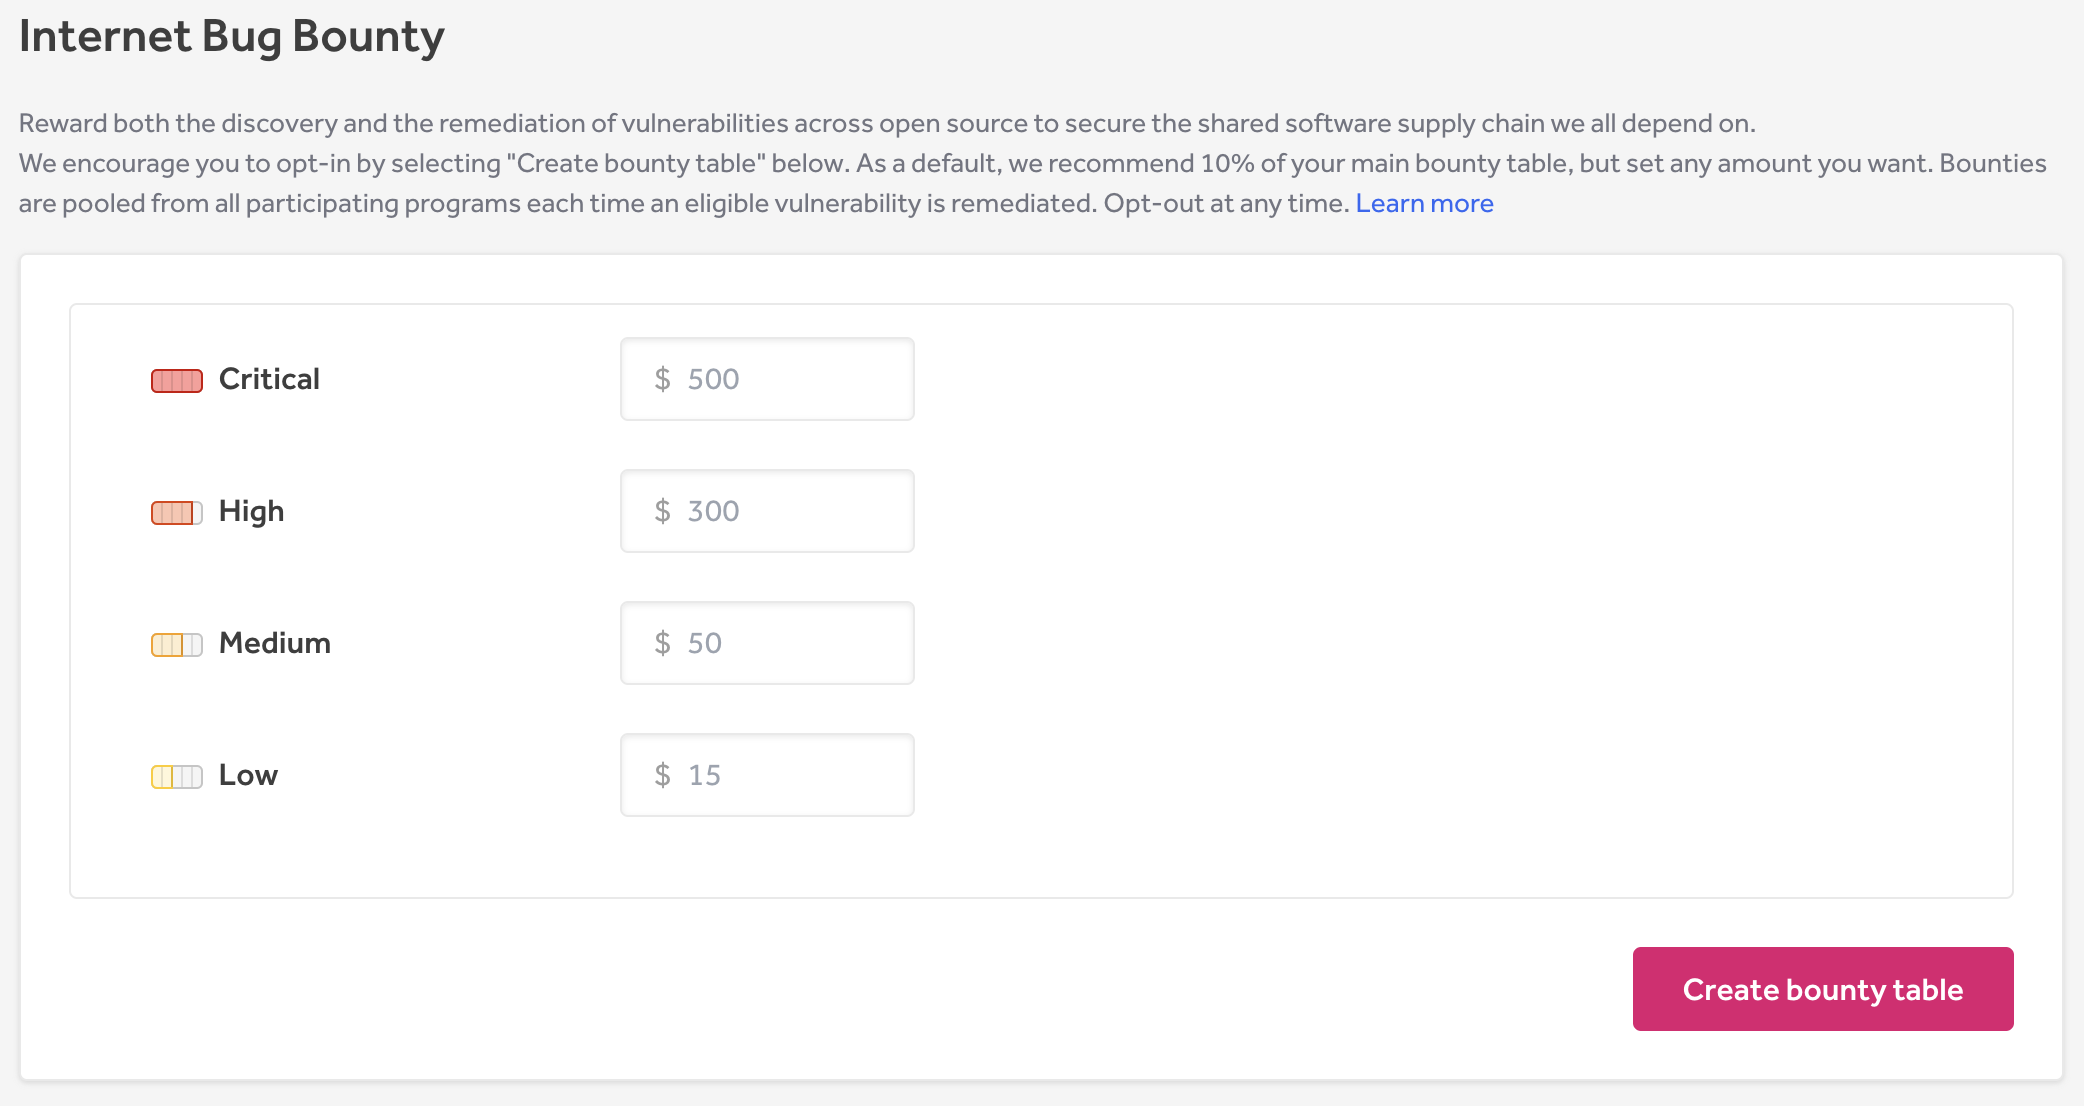 Internet Bug Bounty
Reward both the discovery and the remediation of vulnerabilities across open source to secure the shared software supply chain we all depend on.
We encourage you to opt-in by selecting "Create bounty table" below. As a default, we recommend 10% of your main bounty table, but set any amount you want. Bounties
are pooled from all participating programs each time an eligible vulnerability is remediated. Opt-out at any time. Learn more
Critical $ 500
High $ 300
Medium $ 50
Low $ 15
Create bounty table